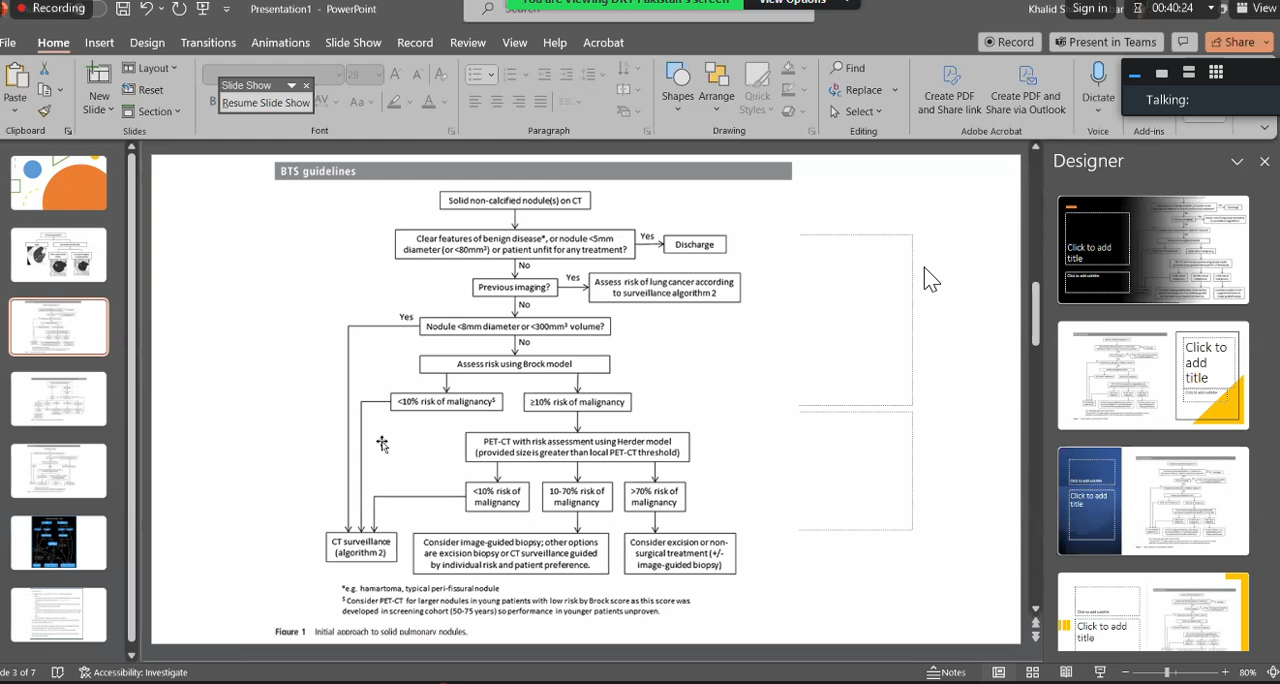 Recording
Presentation1 - PowerPoint
Search
You are viewing DRT Pakistan's screen
View Options
Khalid S
Sign in
00:40:24
View
File
Home
Insert
Design
Transitions
Animations
Slide Show
Record
Review
View
Help
Acrobat
Record
Present in Teams
Share
Paste
New
Slide
Layout
Reset
Section
Slide Show
Resume Slide Show
28
B
Aa
Shapes
Arrange
Quick
Styles
Find
Replace
Select
Create PDF
and Share link
Create PDF and
Share via Outlook
Dictate
Talking:
Clipboard
Slides
Font
Paragraph
Drawing
Editing
Adobe Acrobat
Voice
Add-ins
BTS guidelines
Solid non-calcified nodule(s) on CT
Clear features of benign disease*, or nodule <5mm
diameter (or <80mm³) or patient unfit for any treatment?
Yes
Discharge
No
Previous imaging?
Yes
Assess risk of lung cancer according
to surveillance algorithm 2
No
Yes
Nodule <8mm diameter or <300mm³ volume?
No
Assess risk using Brock model
<10% risk of malignancy$
≥10% risk of malignancy
PET-CT with risk assessment using Herder model
(provided size is greater than local PET-CT threshold)
<10% risk of
malignancy
10-70% risk of
malignancy
>70% risk of
malignancy
CT surveillance
(algorithm 2)
Consider image-guided biopsy; other options
are excision biopsy or CT surveillance guided
by individual risk and patient preference.
Consider excision or non-
surgical treatment (+/-
image-guided biopsy)
*e.g. hamartoma, typical peri-fissural nodule
$ Consider PET-CT for larger nodules in young patients with low risk by Brock score as this score was
developed in screening cohort (50-75 years) so performance in younger patients unproven.
Figure 1 Initial approach to solid pulmonary nodules.
Designer
Click to add
title
Click to add subtitle
Click to
add
title
Click to add subtitle
Click to add
title
Click to add
title
de 3 of 7
Accessibility: Investigate
Notes
80%